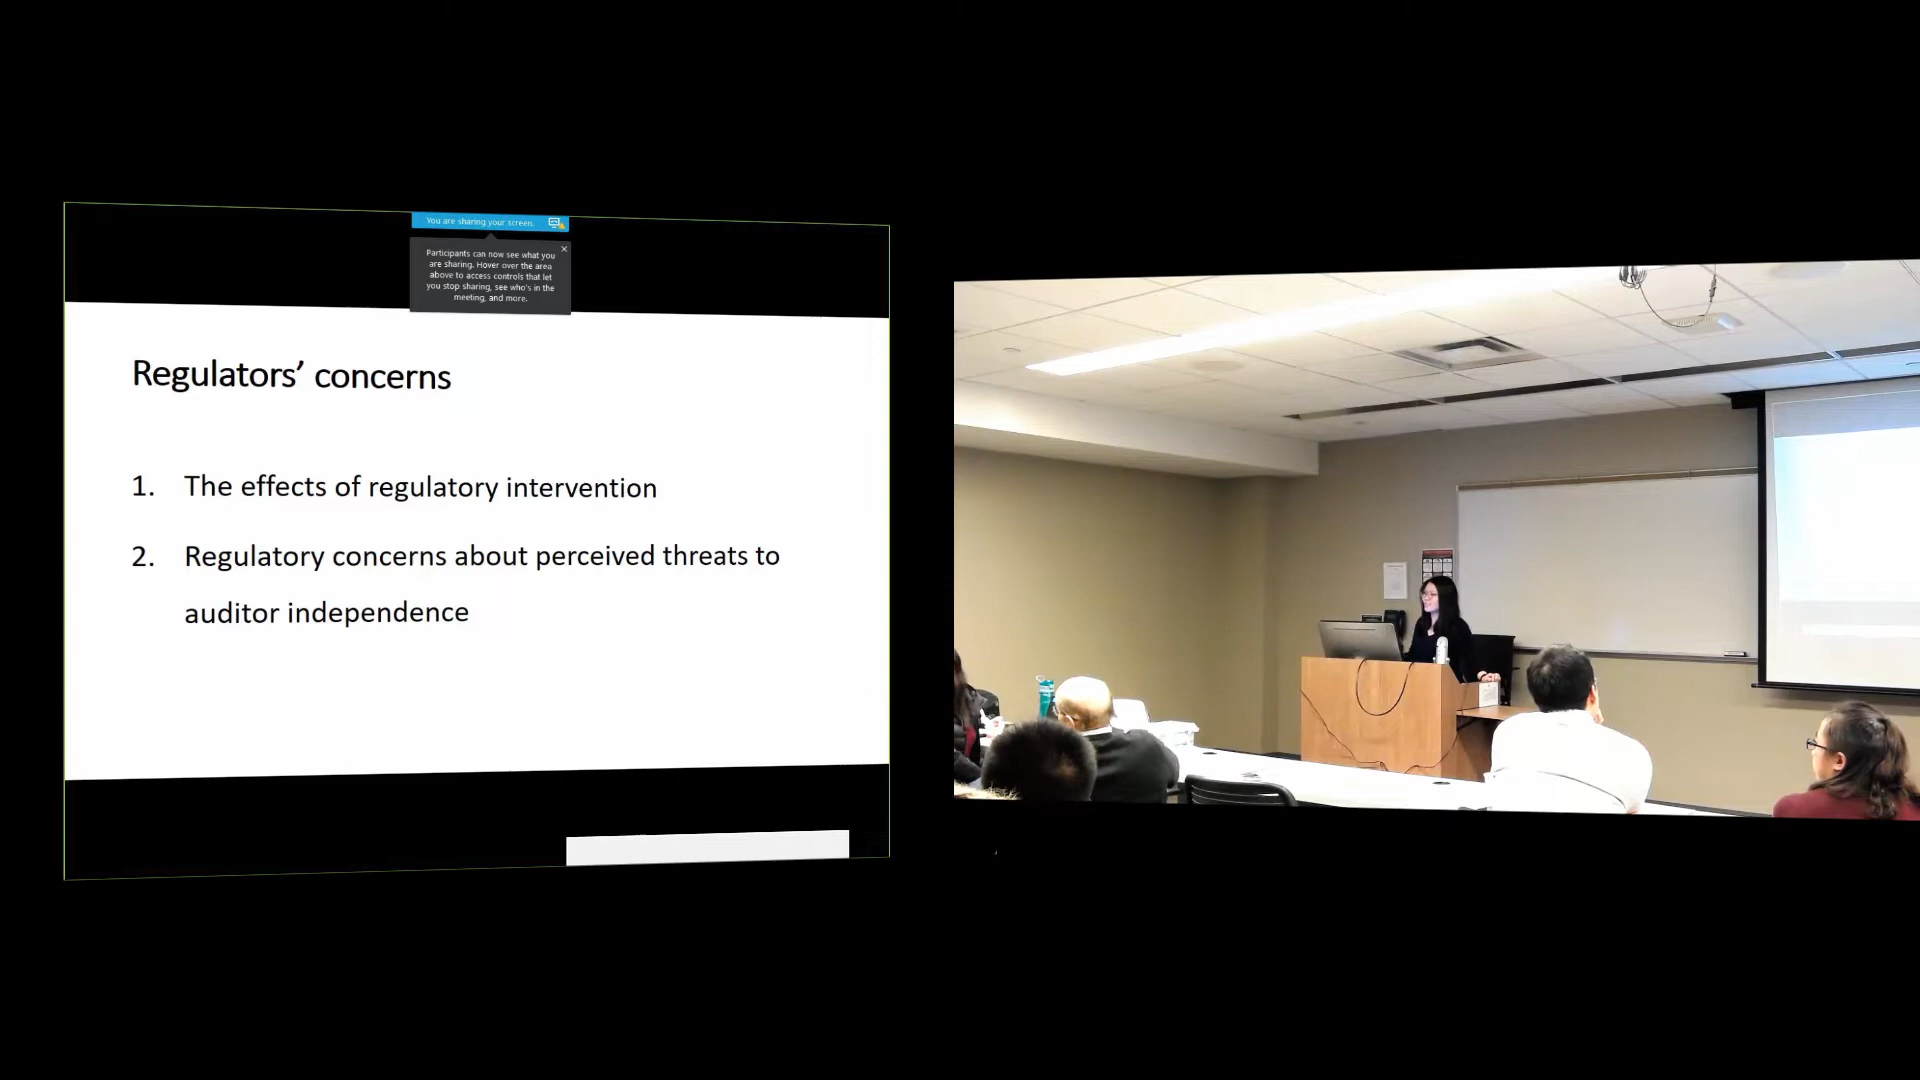 You are sharing your screen.
Participants can now see what you
are sharing. Hover over the area
above to access controls that let
you stop sharing, see who's in the
meeting, and more.
Regulators’ concerns
1. The effects of regulatory intervention
2. Regulatory concerns about perceived threats to
auditor independence